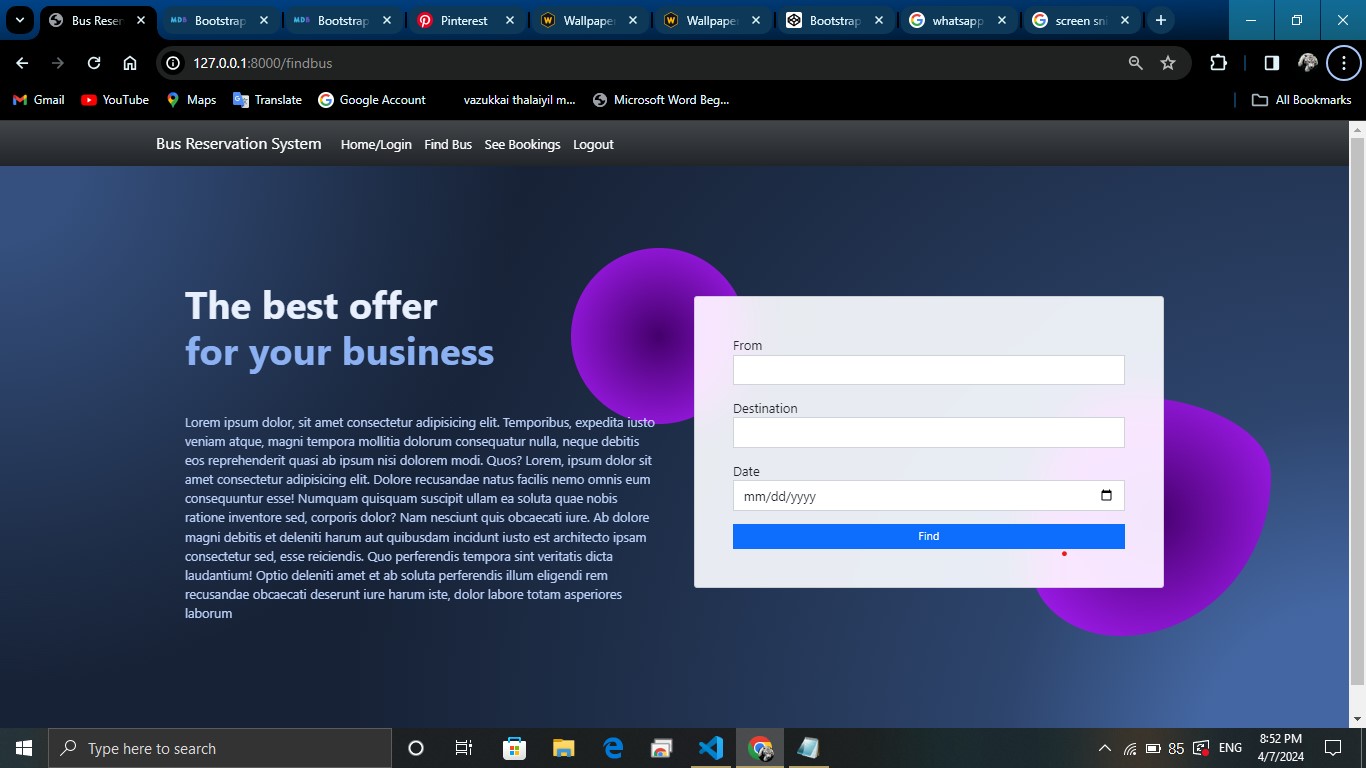 Bus Reser
Bootstrap
Bootstrap
Pinterest
Wallpaper
Wallpaper
Bootstrap
whatsapp
screen sni
127.0.0.1:8000/findbus
Gmail
YouTube
Maps
Translate
Google Account
vazukkai thalaiyil m...
Microsoft Word Beg...
All Bookmarks
Bus Reservation System
Home/Login
Find Bus
See Bookings
Logout
The best offer
for your business
Lorem ipsum dolor, sit amet consectetur adipisicing elit. Temporibus, expedita iusto
veniam atque, magni tempora mollitia dolorum consequatur nulla, neque debitis
eos reprehenderit quasi ab ipsum nisi dolorem modi. Quos? Lorem, ipsum dolor sit
amet consectetur adipisicing elit. Dolore recusandae natus facilis nemo omnis eum
consequuntur esse! Numquam quisquam suscipit ullam ea soluta quae nobis
ratione inventore sed, corporis dolor? Nam nesciunt quis obcaecati iure. Ab dolore
magni debitis et deleniti harum aut quibusdam incidunt iusto est architecto ipsam
consectetur sed, esse reiciendis. Quo perferendis tempora sint veritatis dicta
laudantium! Optio deleniti amet et ab soluta perferendis illum eligendi rem
recusandae obcaecati deserunt iure harum iste, dolor labore totam asperiores
laborum
From
Destination
Date
mm/dd/yyyy
Find
Type here to search
85
ENG
8:52 PM
4/7/2024